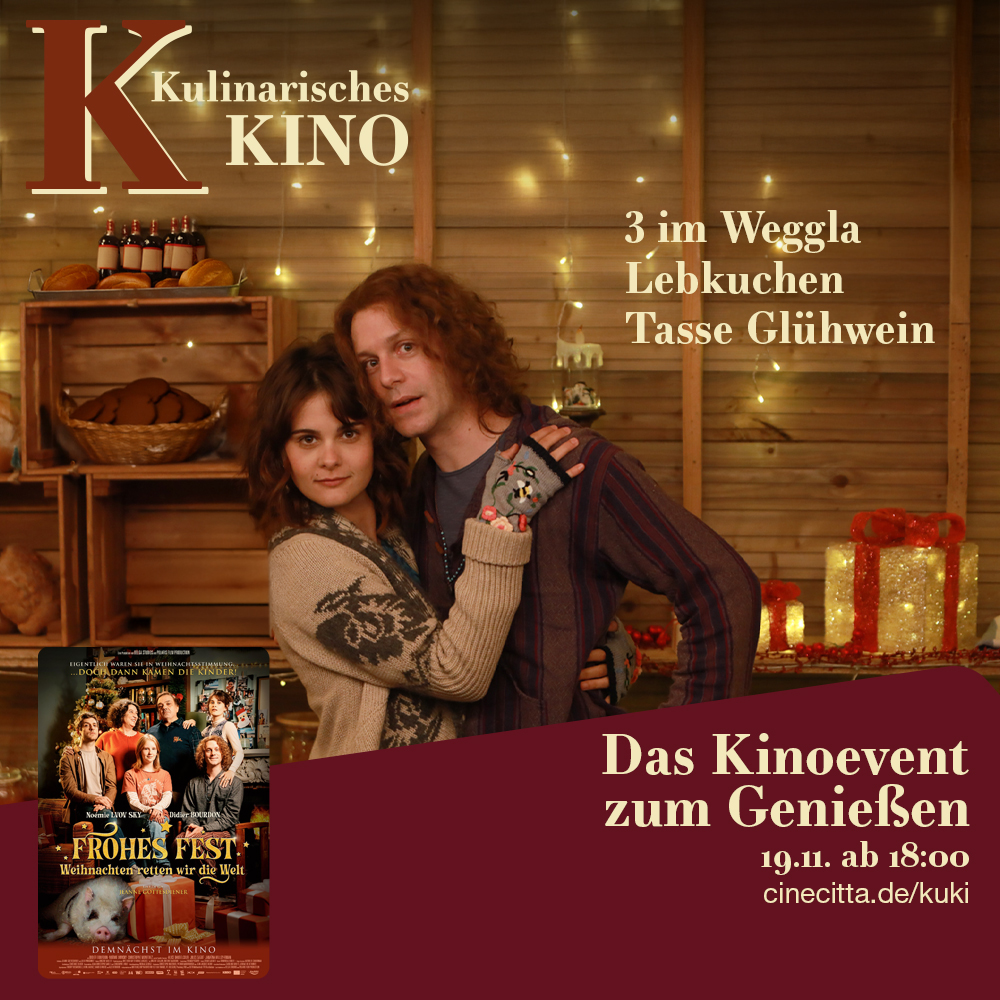 K
Kulinarisches
KINO
3 im Weggla
Lebkuchen
Tasse Glühwein
EIGENTLICH WAREN SIE IN WEIHNACHTSSTIMMUNG...
...DOCH DANN KAMEN DIE KINDER!
Noémie LVOVSKY Didier BOURDON
FROHES FEST
Weihnachten retten wir die Welt
DEMNÄCHST IM KINO
Das Kinoevent
zum Genießen
19.11. ab 18:00
cinecitta.de/kuki